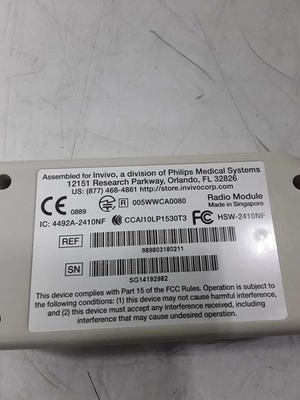 Assembled for Invivo, a division of Philips Medical Systems
12151 Research Parkway, Orlando, FL 32826
US: (877) 468-4861 http://store.invivocorp.com
CE 0889 R 005WWCA0080 Radio Module
Made in Singapore
IC: 4492A-2410NF CCAI10LP1530T3 FC HSW-2410NF
REF
989803180211
SN
SG14192982
This device complies with Part 15 of the FCC Rules. Operation is subject to
the following conditions: (1) this device may not cause harmful interference,
and (2) this device must accept any interference received, including
interference that may cause undesired operation.